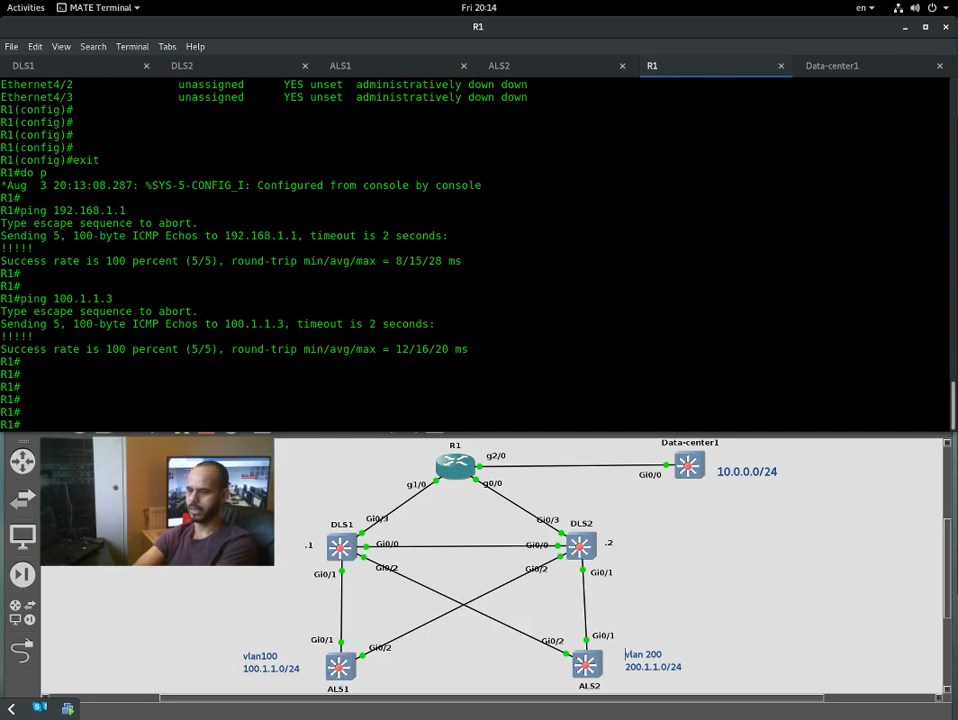 Activities MATE Terminal Fri 20:14 en
R1
File Edit View Search Terminal Tabs Help
DLS1 × DLS2 × ALS1 × ALS2 × R1 × Data-center1 ×
Ethernet4/2 unassigned YES unset administratively down down
Ethernet4/3 unassigned YES unset administratively down down
R1(config)#
R1(config)#
R1(config)#
R1(config)#
R1(config)#exit
R1#do p
*Aug 3 20:13:08.287: %SYS-5-CONFIG_I: Configured from console by console
R1#
R1#ping 192.168.1.1
Type escape sequence to abort.
Sending 5, 100-byte ICMP Echos to 192.168.1.1, timeout is 2 seconds:
!!!!!
Success rate is 100 percent (5/5), round-trip min/avg/max = 8/15/28 ms
R1#
R1#
R1#ping 100.1.1.3
Type escape sequence to abort.
Sending 5, 100-byte ICMP Echos to 100.1.1.3, timeout is 2 seconds:
!!!!!
Success rate is 100 percent (5/5), round-trip min/avg/max = 12/16/20 ms
R1#
R1#
R1#
R1#
R1#
R1#
R1 Data-center1
g2/0
Gi0/0 10.0.0.0/24
g1/0 g0/0
Gi0/3 Gi0/3
DLS1 DLS2
.1 Gi0/0 Gi0/0 .2
Gi0/1 Gi0/2 Gi0/2 Gi0/1
Gi0/1 Gi0/2 Gi0/2 Gi0/1
vlan100 vlan 200
100.1.1.0/24 200.1.1.0/24
ALS1 ALS2